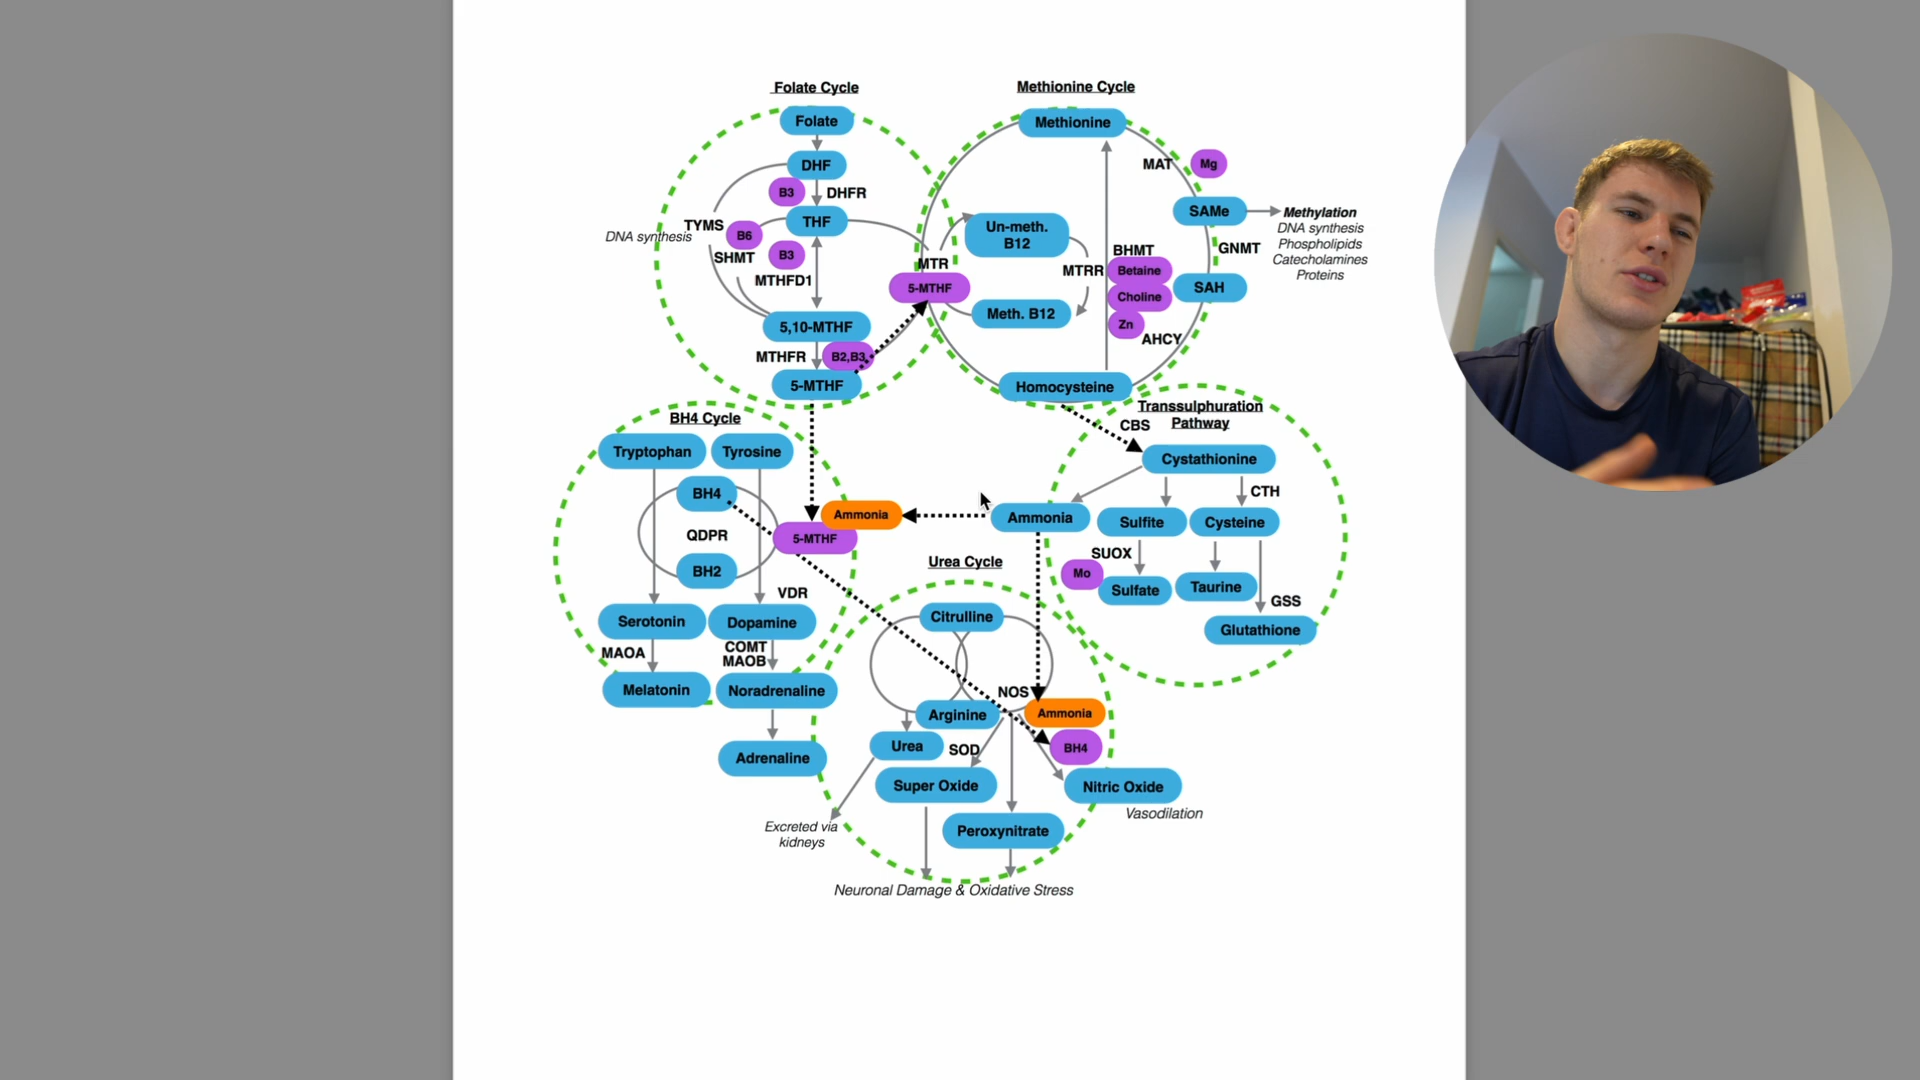 Folate Cycle
Folate
DHF
B3
DHFR
THF
TYMS
DNA synthesis
B6
SHMT
B3
MTHFD1
5,10-MTHF
MTHFR
B2,B3
5-MTHF
Methionine Cycle
Methionine
MAT
Mg
SAMe
Methylation
DNA synthesis
Phospholipids
Catecholamines
Proteins
GNMT
SAH
Un-meth.
B12
MTR
5-MTHF
MTRR
Meth. B12
BHMT
Betaine
Choline
Zn
AHCY
Homocysteine
BH4 Cycle
Tryptophan
Tyrosine
BH4
QDPR
BH2
Ammonia
5-MTHF
VDR
Serotonin
Dopamine
MAOA
COMT
MAOB
Melatonin
Noradrenaline
Adrenaline
Transsulphuration
Pathway
CBS
Cystathionine
CTH
Ammonia
Sulfite
Cysteine
SUOX
Mo
Sulfate
Taurine
GSS
Glutathione
Urea Cycle
Citrulline
NOS
Arginine
Ammonia
BH4
Urea
SOD
Super Oxide
Nitric Oxide
Vasodilation
Excreted via
kidneys
Peroxynitrate
Neuronal Damage & Oxidative Stress